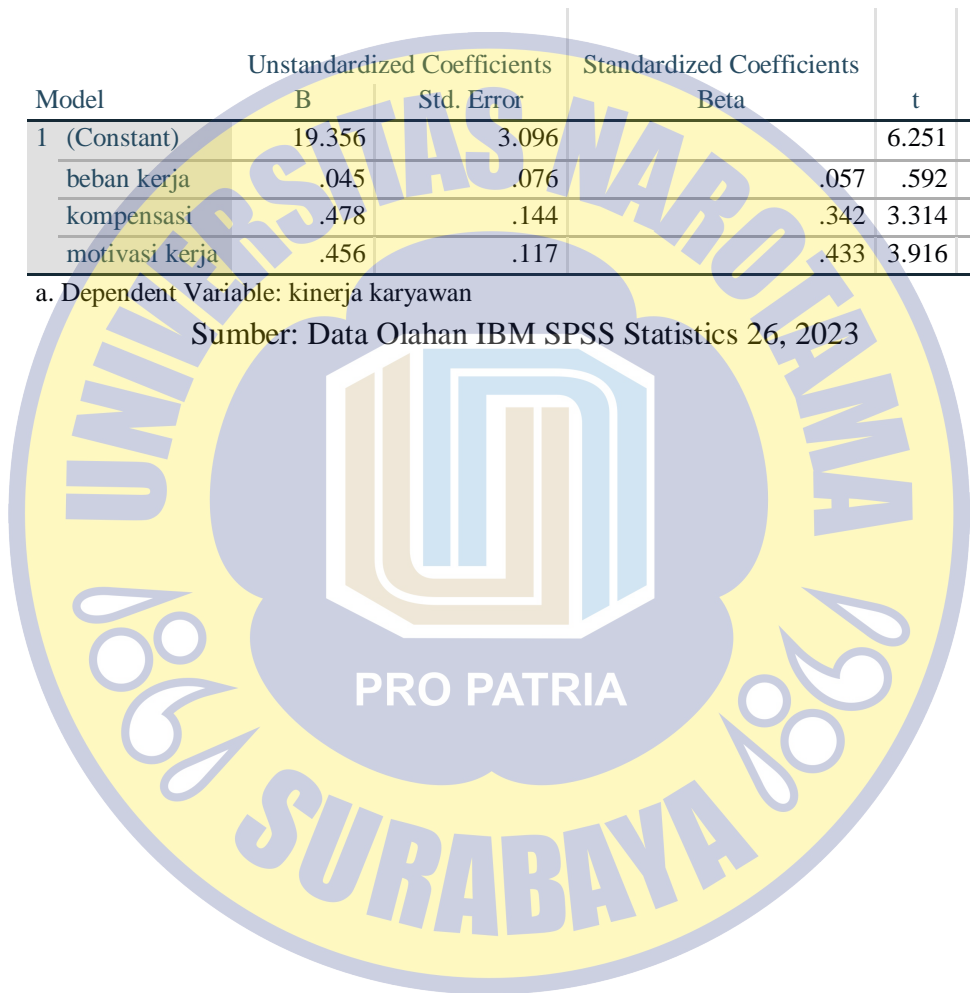 Unstandardized Coefficients Standardized Coefficients
Model B Std. Error Beta t
1 (Constant) 19.356 3.096 6.251
beban kerja .045 .076 .057 .592
kompensasi .478 .144 .342 3.314
motivasi kerja .456 .117 .433 3.916
a. Dependent Variable: kinerja karyawan
Sumber: Data Olahan IBM SPSS Statistics 26, 2023
UNIVERSITAS NAROTAMA
PRO PATRIA
SURABAYA